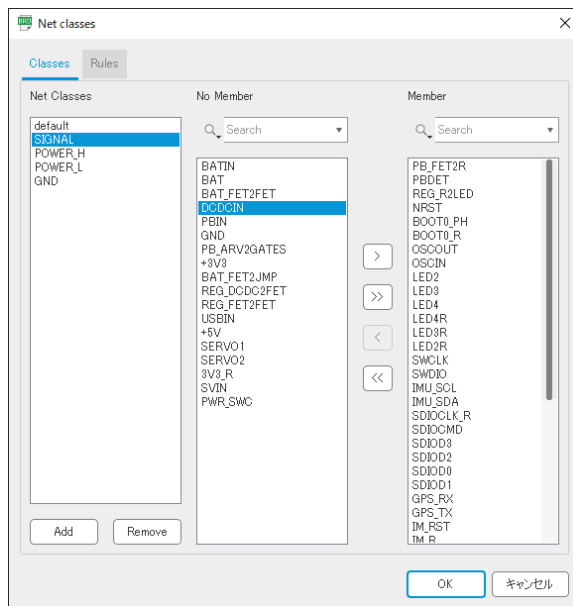 BRD Net classes
Classes Rules
Net Classes
No Member
Member
default
SIGNAL
POWER_H
POWER_L
GND
Add
Remove
Search
BATIN
BAT
BAT_FET2FET
DCDCIN
PBIN
GND
PB_ARV2GATES
+3V3
BAT_FET2JMP
REG_DCDC2FET
REG_FET2FET
USBIN
+5V
SERVO1
SERVO2
3V3_R
SVIN
PWR_SWC
>
>>
<
<<
Search
PB_FET2R
PBDET
REG_R2LED
NRST
BOOT0_PH
BOOT0_R
OSCOUT
OSCIN
LED2
LED3
LED4
LED4R
LED3R
LED2R
SWCLK
SWDIO
IMU_SCL
IMU_SDA
SDIOCLK_R
SDIOCMD
SDIOD3
SDIOD2
SDIOD0
SDIOD1
GPS_RX
GPS_TX
IM_RST
IM_R
OK
キャンセル